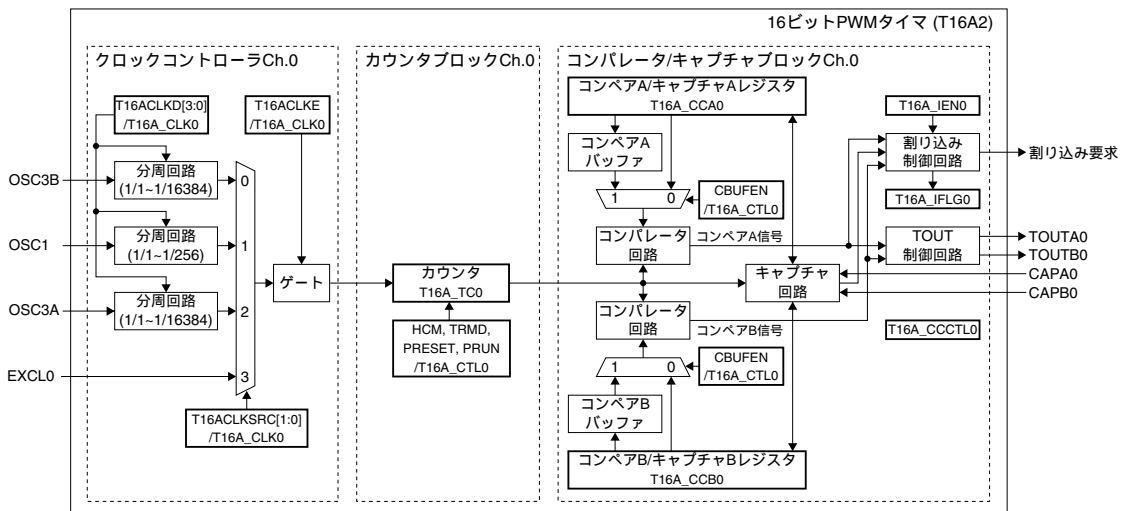 16ビットPWMタイマ (T16A2)
クロックコントローラCh.0
T16ACLKD[3:0]
/T16A_CLK0
T16ACLKE
/T16A_CLK0
OSC3B
分周回路
(1/1~1/16384)
0
OSC1
分周回路
(1/1~1/256)
1
OSC3A
分周回路
(1/1~1/16384)
2
EXCL0
3
ゲート
T16ACLKSRC[1:0]
/T16A_CLK0
カウンタブロックCh.0
カウンタ
T16A_TC0
HCM, TRMD,
PRESET, PRUN
/T16A_CTL0
コンパレータ/キャプチャブロックCh.0
コンペアA/キャプチャAレジスタ
T16A_CCA0
コンペアA
バッファ
1 0
CBUFEN
/T16A_CTL0
コンパレータ
回路
コンペアA信号
キャプチャ
回路
コンパレータ
回路
コンペアB信号
1 0
CBUFEN
/T16A_CTL0
コンペアB
バッファ
コンペアB/キャプチャBレジスタ
T16A_CCB0
T16A_IEN0
割り込み
制御回路
割り込み要求
T16A_IFLG0
TOUT
制御回路
TOUTA0
TOUTB0
CAPA0
CAPB0
T16A_CCCTL0